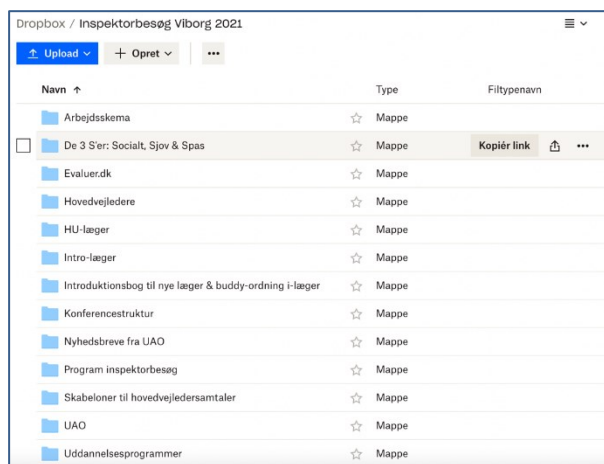 Dropbox / Inspektorbesøg Viborg 2021
Upload + Opret ...
Navn ↑ Type Filtypenavn
Arbejdsskema Mappe
De 3 S'er: Socialt, Sjov & Spas Mappe Kopiér link ...
Evaluer.dk Mappe
Hovedvejledere Mappe
HU-læger Mappe
Intro-læger Mappe
Introduktionsbog til nye læger & buddy-ordning i-læger Mappe
Konferencestruktur Mappe
Nyhedsbreve fra UAO Mappe
Program inspektorbesøg Mappe
Skabeloner til hovedvejledersamtaler Mappe
UAO Mappe
Uddannelsesprogrammer Mappe